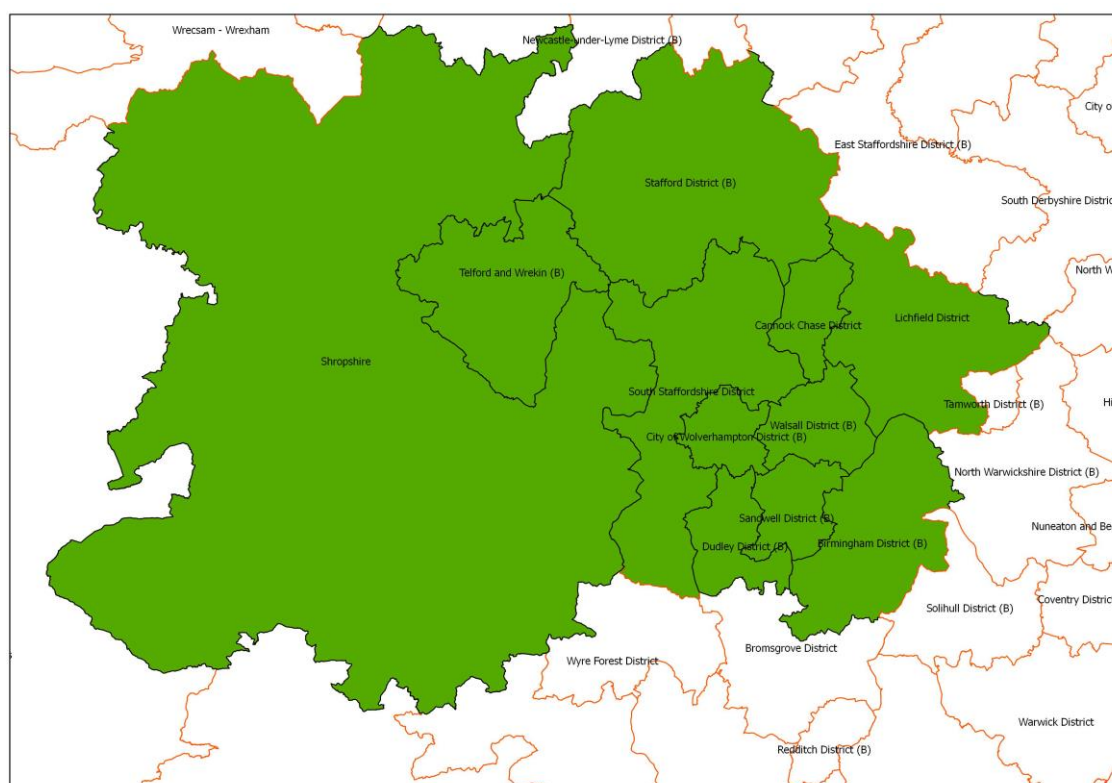 Wrecsam - Wrexham
Newcastle-under-Lyme District (B)
City o
East Staffordshire District (B)
Stafford District (B)
South Derbyshire District
Telford and Wrekin (B)
North W
Lichfield District
Cannock Chase District
Shropshire
South Staffordshire District
Tamworth District (B)
Hi
Walsall District (B)
City of Wolverhampton District (B)
North Warwickshire District (B)
Sandwell District (B)
Nuneaton and Be
Dudley District (B)
Birmingham District (B)
Coventry District
Solihull District (B)
Bromsgrove District
s
Wyre Forest District
Warwick District
Redditch District (B)